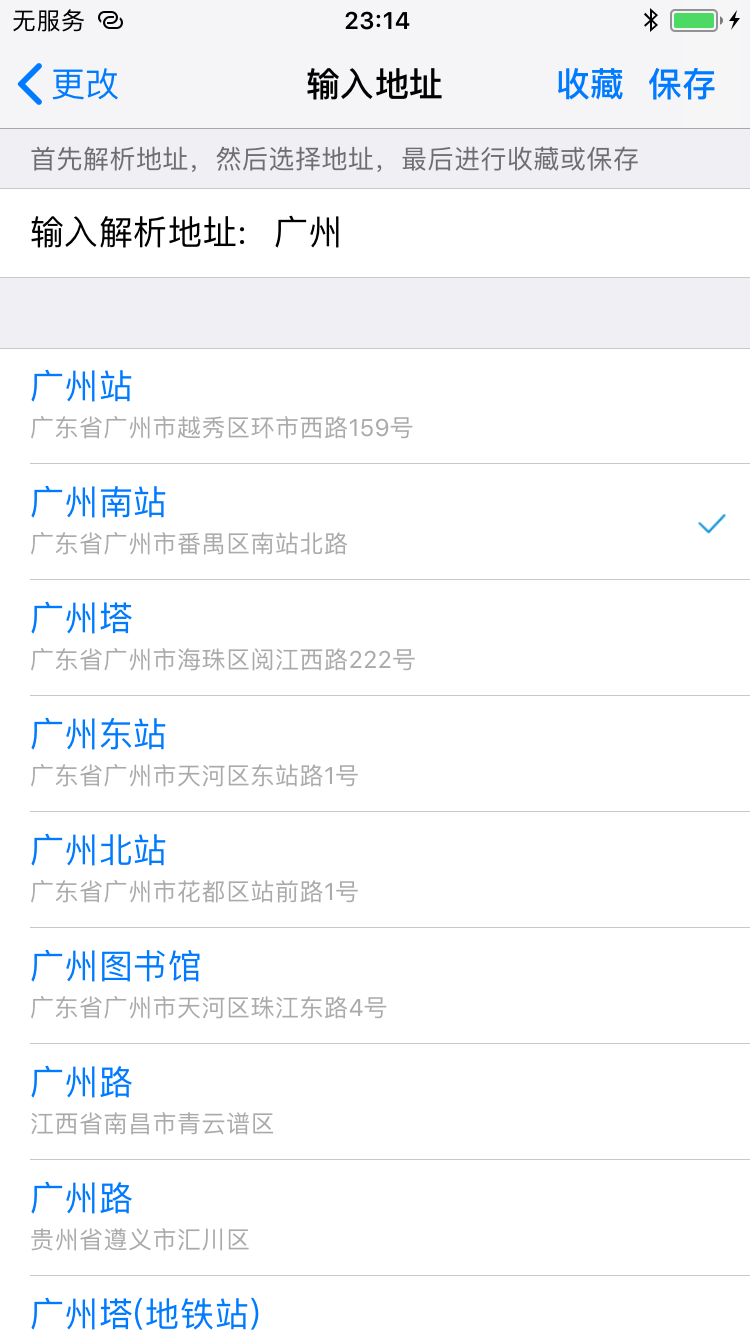 无服务 23:14
更改 输入地址 收藏 保存
首先解析地址，然后选择地址，最后进行收藏或保存
输入解析地址: 广州
广州站
广东省广州市越秀区环市西路159号
广州南站
广东省广州市番禺区南站北路
广州塔
广东省广州市海珠区阅江西路222号
广州东站
广东省广州市天河区东站路1号
广州北站
广东省广州市花都区站前路1号
广州图书馆
广东省广州市天河区珠江东路4号
广州路
江西省南昌市青云谱区
广州路
贵州省遵义市汇川区
广州塔(地铁站)